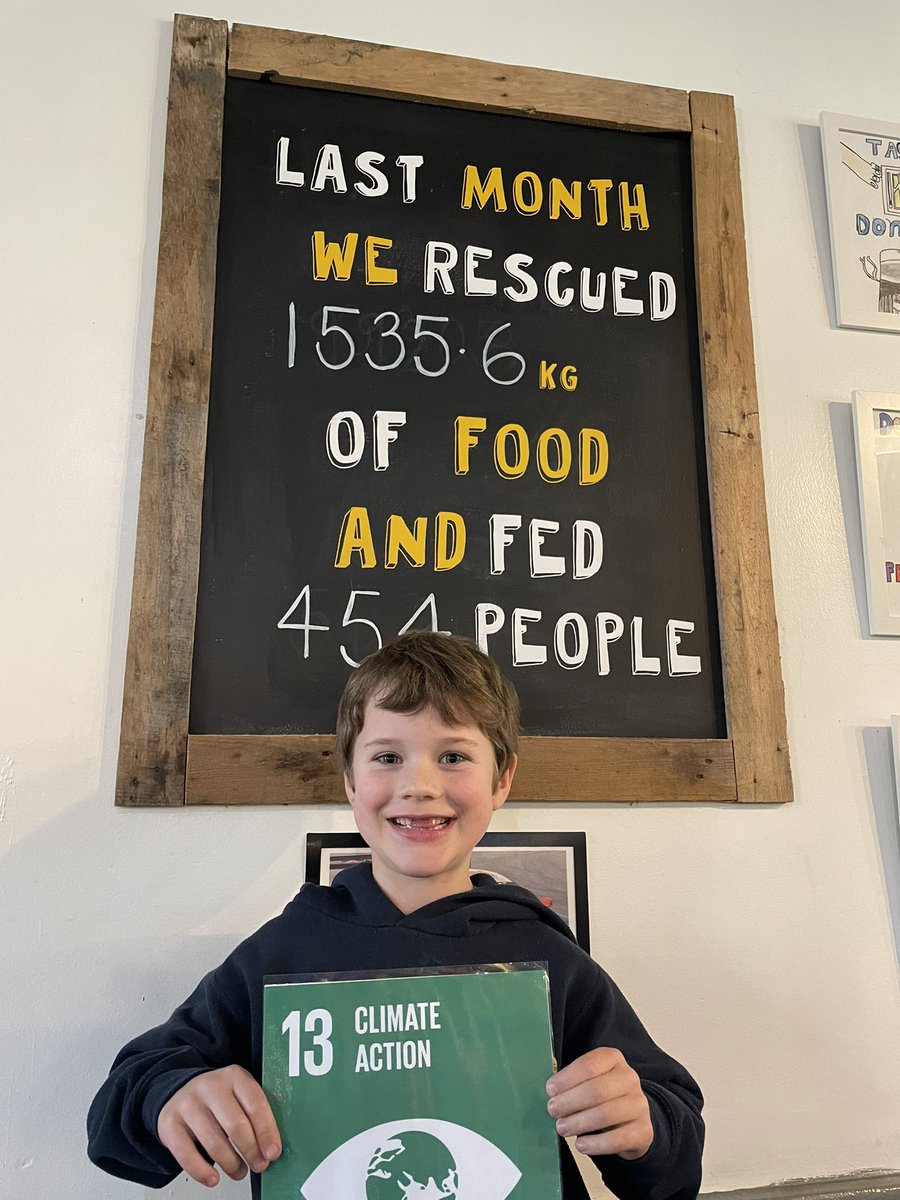 LAST MONTH
WE RESCUED
1535.6 KG
OF FOOD
AND FED
454 PEOPLE
13 CLIMATE
ACTION